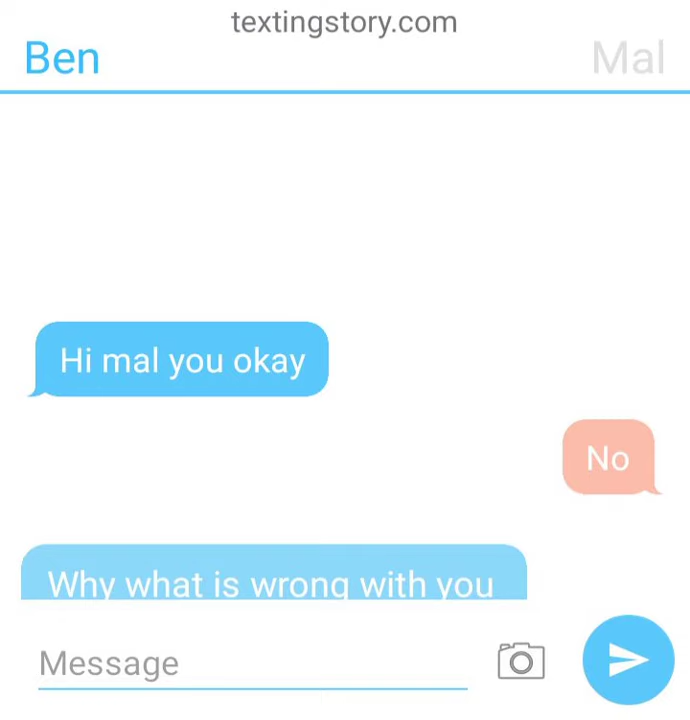 textingstory.com
Ben Mal
Hi mal you okay
No
Why what is wrong with you
Message